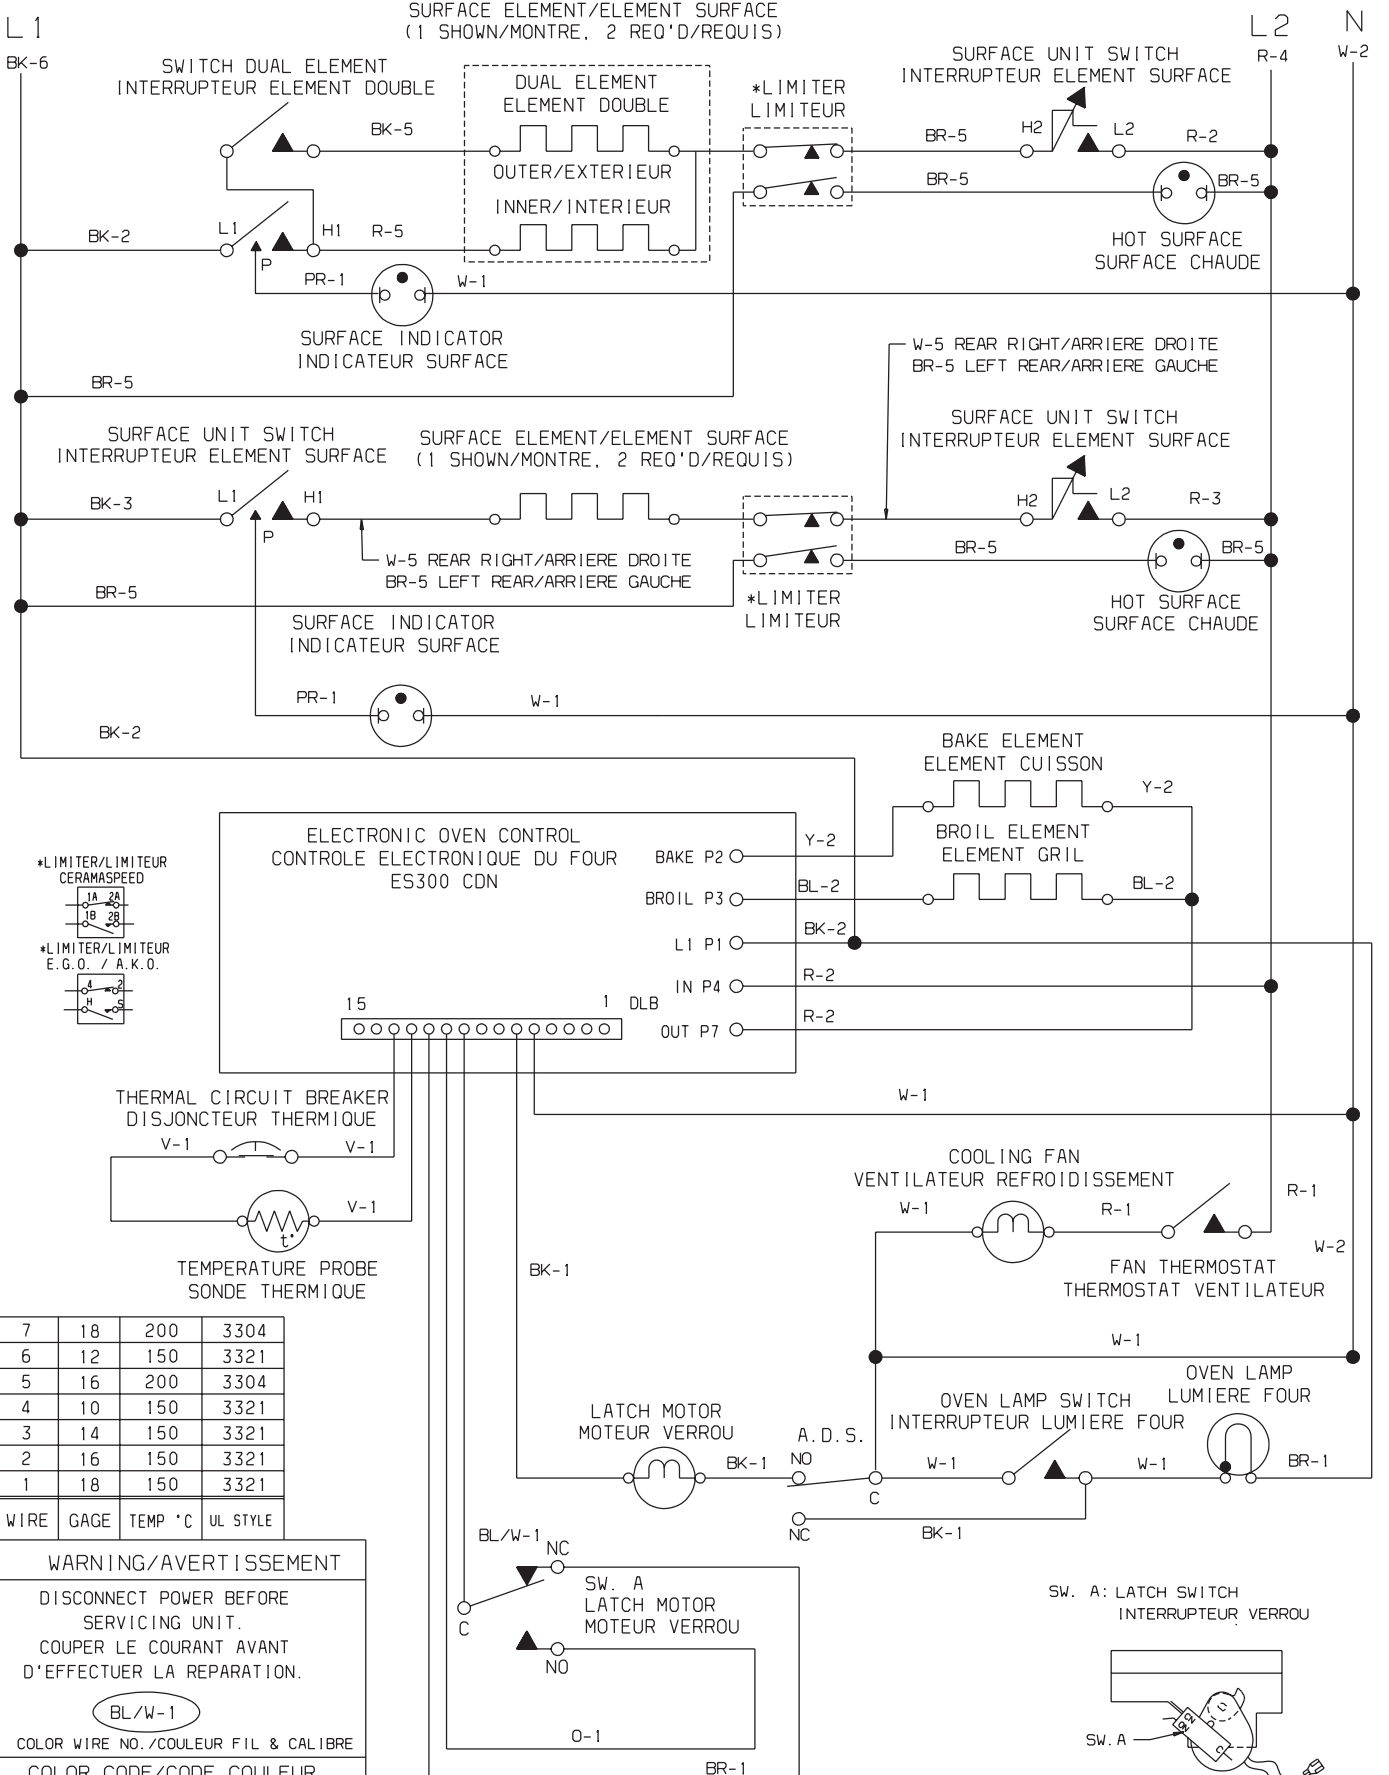 SURFACE ELEMENT/ELEMENT SURFACE
(1 SHOWN/MONTRE, 2 REQ'D/REQUIS)
L1
BK-6
L2
R-4
N
W-2
SWITCH DUAL ELEMENT
INTERRUPTEUR ELEMENT DOUBLE
DUAL ELEMENT
ELEMENT DOUBLE
*LIMITER
LIMITEUR
SURFACE UNIT SWITCH
INTERRUPTEUR ELEMENT SURFACE
BK-5
BR-5
H2
L2
R-2
OUTER/EXTERIEUR
BR-5
BR-5
INNER/INTERIEUR
BK-2
L1
H1
R-5
P
HOT SURFACE
SURFACE CHAUDE
PR-1
W-1
SURFACE INDICATOR
INDICATEUR SURFACE
W-5 REAR RIGHT/ARRIERE DROITE
BR-5 LEFT REAR/ARRIERE GAUCHE
BR-5
SURFACE UNIT SWITCH
INTERRUPTEUR ELEMENT SURFACE
SURFACE ELEMENT/ELEMENT SURFACE
(1 SHOWN/MONTRE, 2 REQ'D/REQUIS)
SURFACE UNIT SWITCH
INTERRUPTEUR ELEMENT SURFACE
BK-3
L1
H1
H2
L2
R-3
P
W-5 REAR RIGHT/ARRIERE DROITE
BR-5 LEFT REAR/ARRIERE GAUCHE
BR-5
BR-5
BR-5
*LIMITER
LIMITEUR
HOT SURFACE
SURFACE CHAUDE
SURFACE INDICATOR
INDICATEUR SURFACE
PR-1
W-1
BK-2
BAKE ELEMENT
ELEMENT CUISSON
Y-2
ELECTRONIC OVEN CONTROL
CONTROLE ELECTRONIQUE DU FOUR
ES300 CDN
BAKE P2
Y-2
BROIL ELEMENT
ELEMENT GRIL
BROIL P3
BL-2
BL-2
L1 P1
BK-2
IN P4
R-2
OUT P7
R-2
15
1
DLB
*LIMITER/LIMITEUR
CERAMASPEED
1A 2A
1B 2B
*LIMITER/LIMITEUR
E.G.O. / A.K.O.
4 2
H S
THERMAL CIRCUIT BREAKER
DISJONCTEUR THERMIQUE
V-1
V-1
V-1
t°
TEMPERATURE PROBE
SONDE THERMIQUE
W-1
COOLING FAN
VENTILATEUR REFROIDISSEMENT
W-1
R-1
R-1
W-2
FAN THERMOSTAT
THERMOSTAT VENTILATEUR
BK-1
W-1
7 18 200 3304
6 12 150 3321
5 16 200 3304
4 10 150 3321
3 14 150 3321
2 16 150 3321
1 18 150 3321
WIRE GAGE TEMP °C UL STYLE
OVEN LAMP
LUMIERE FOUR
OVEN LAMP SWITCH
INTERRUPTEUR LUMIERE FOUR
LATCH MOTOR
MOTEUR VERROU
A.D.S.
NO
BK-1
C
W-1
W-1
BR-1
NC
BK-1
WARNING/AVERTISSEMENT
DISCONNECT POWER BEFORE
SERVICING UNIT.
COUPER LE COURANT AVANT
D'EFFECTUER LA REPARATION.
BL/W-1
COLOR WIRE NO./COULEUR FIL & CALIBRE
COLOR CODE/CODE COULEUR
BL/W-1
NC
SW. A
LATCH MOTOR
MOTEUR VERROU
C
NO
O-1
BR-1
SW. A: LATCH SWITCH
INTERRUPTEUR VERROU
SW.A
NC
NO
C